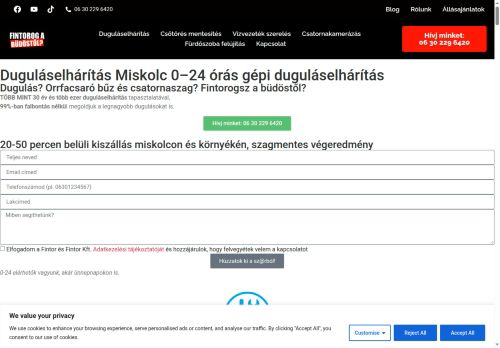 06 30 229 6420
Blog Rólunk Állásajánlatok
FINTOROG A
BŰDÖSTŐL?
Duguláselhárítás Csőtörés mentesítés Vízvezeték szerelés Csatornakamerázás
Fürdőszoba felújítás Kapcsolat
Hívj minket:
06 30 229 6420
Duguláselhárítás Miskolc 0–24 órás gépi duguláselhárítás
Dugulás? Orrfacsaró bűz és csatornaszag? Fintorogsz a büdöstől?
TÖBB MINT 30 év és több ezer duguláselhárítás tapasztalatával,
99%-ban falbontás nélkül megoldjuk a legnagyobb dugulásokat is.
Hívj minket: 06 30 229 6420
20-50 percen belüli kiszállás miskolcon és környékén, szagmentes végeredmény
Teljes neved
Email címed
Telefonszámod (pl. 06301234567)
Lakcímed
Miben segíthetünk?
Elfogadom a Fintor és Fintor Kft. Adatkezelési tájékoztatóját és hozzájárulok, hogy felvegyétek velem a kapcsolatot
Húzzatok ki a sz@rból!
0-24 elérhetők vagyunk, akár ünnepnapokon is.
We value your privacy
We use cookies to enhance your browsing experience, serve personalised ads or content, and analyse our traffic. By clicking "Accept All", you
consent to our use of cookies.
Customise
Reject All
Accept All